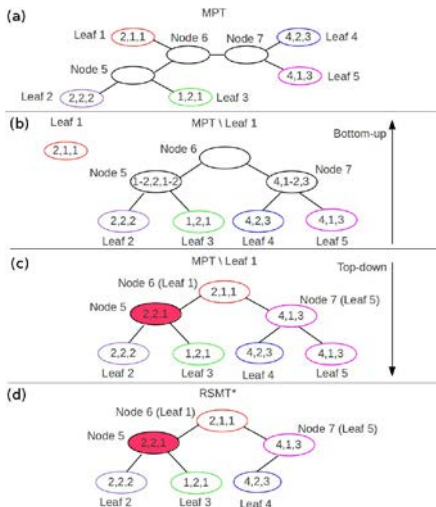 (a)
MPT
Leaf 1
2,1,1
Node 6
Node 7
4,2,3
Leaf 4
Node 5
Leaf 2
2,2,2
1,2,1
Leaf 3
4,1,3
Leaf 5
(b)
Leaf 1
MPT \ Leaf 1
Bottom-up
2,1,1
Node 6
Node 5
1-2,2,1-2
4,1-2,3
Node 7
2,2,2
1,2,1
4,2,3
4,1,3
Leaf 2
Leaf 3
Leaf 4
Leaf 5
(c)
MPT \ Leaf 1
Top-down
Node 6 (Leaf 1)
2,1,1
Node 5
2,2,1
Node 7 (Leaf 5)
4,1,3
2,2,2
1,2,1
4,2,3
4,1,3
Leaf 2
Leaf 3
Leaf 4
Leaf 5
(d)
RSMT*
Node 6 (Leaf 1)
2,1,1
Node 5
2,2,1
Node 7 (Leaf 5)
4,1,3
2,2,2
1,2,1
4,2,3
Leaf 2
Leaf 3
Leaf 4